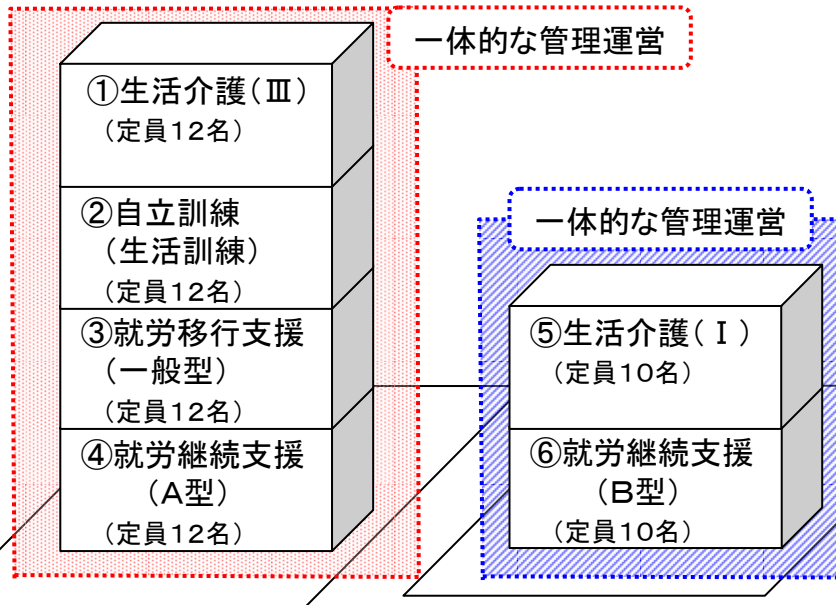 一体的な管理運営
①生活介護(Ⅲ)
(定員12名)
②自立訓練
(生活訓練)
(定員12名)
③就労移行支援
(一般型)
(定員12名)
④就労継続支援
(A型)
(定員12名)
一体的な管理運営
⑤生活介護(Ⅰ)
(定員10名)
⑥就労継続支援
(B型)
(定員10名)